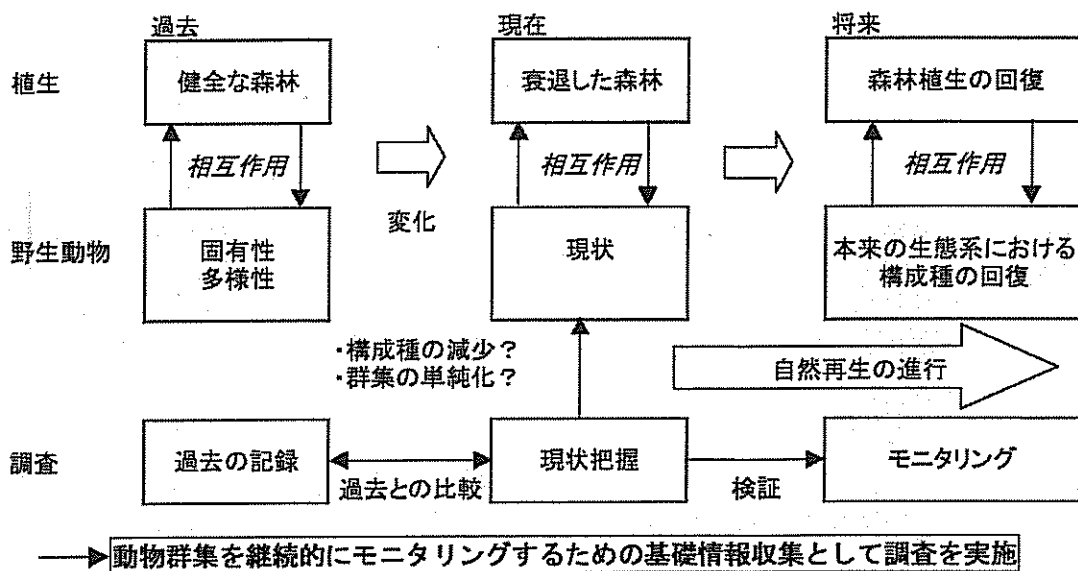 過去
現在
将来
植生
健全な森林
衰退した森林
森林植生の回復
相互作用
相互作用
相互作用
変化
野生動物
固有性
多様性
現状
本来の生態系における
構成種の回復
・構成種の減少？
・群集の単純化？
自然再生の進行
調査
過去の記録
過去との比較
現状把握
検証
モニタリング
動物群集を継続的にモニタリングするための基礎情報収集として調査を実施